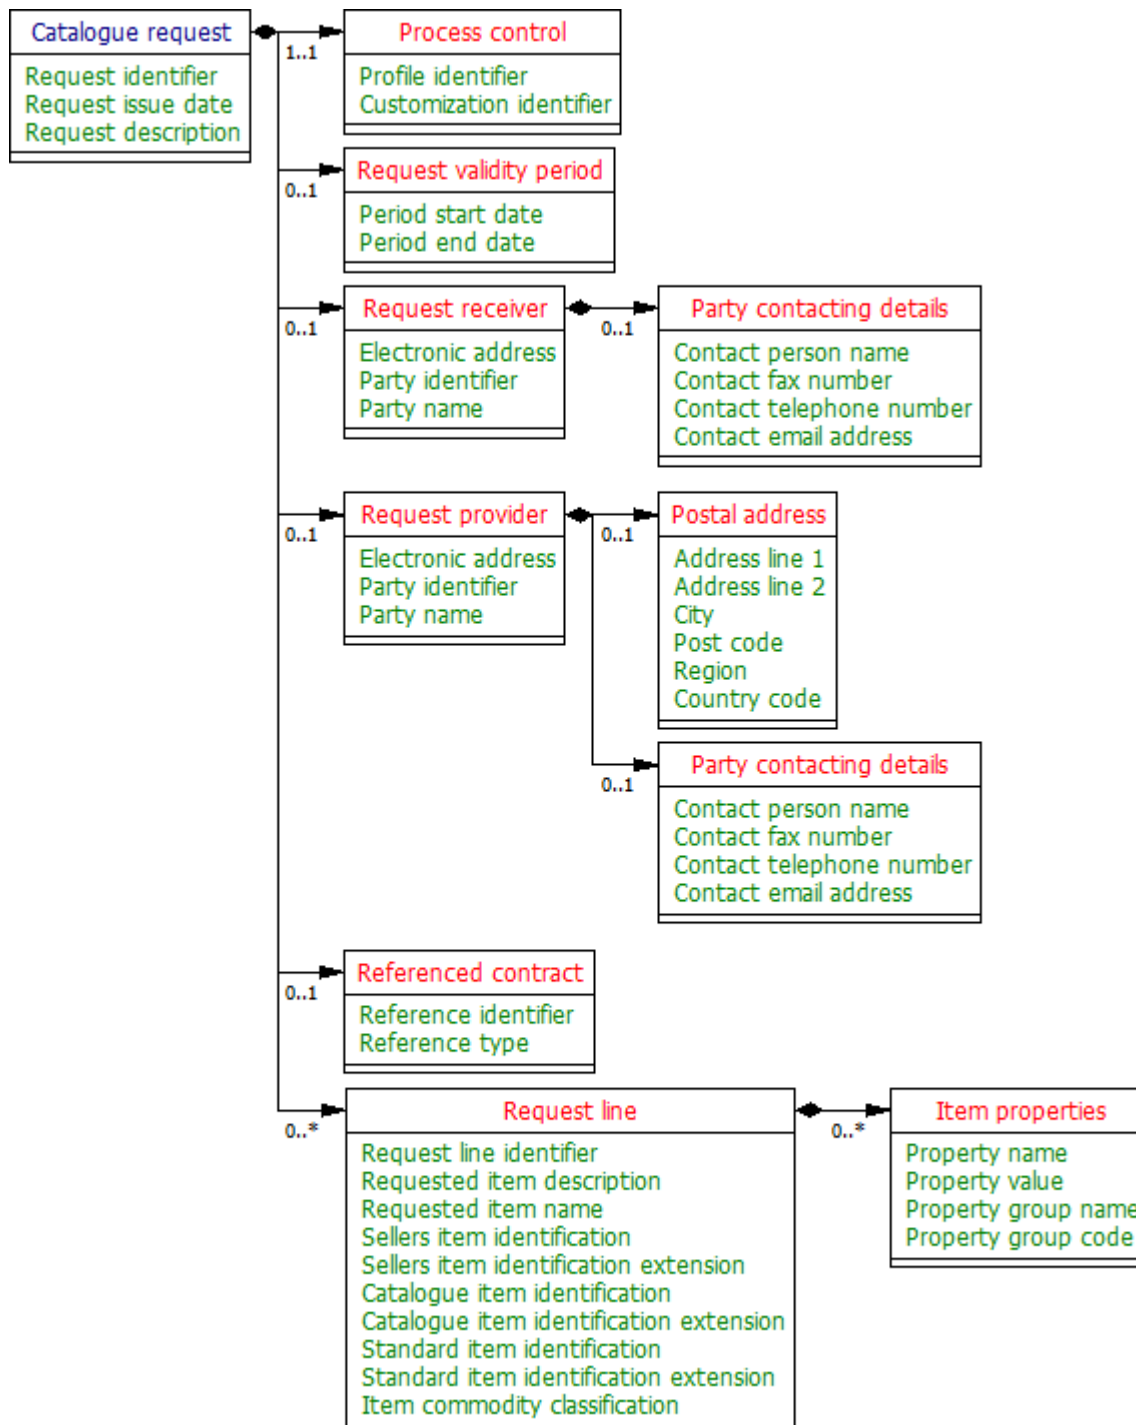 Catalogue request
Request identifier
Request issue date
Request description
1..1
Process control
Profile identifier
Customization identifier
0..1
Request validity period
Period start date
Period end date
0..1
Request receiver
Electronic address
Party identifier
Party name
0..1
Party contacting details
Contact person name
Contact fax number
Contact telephone number
Contact email address
0..1
Request provider
Electronic address
Party identifier
Party name
0..1
Postal address
Address line 1
Address line 2
City
Post code
Region
Country code
0..1
Party contacting details
Contact person name
Contact fax number
Contact telephone number
Contact email address
0..1
Referenced contract
Reference identifier
Reference type
0..*
Request line
Request line identifier
Requested item description
Requested item name
Sellers item identification
Sellers item identification extension
Catalogue item identification
Catalogue item identification extension
Standard item identification
Standard item identification extension
Item commodity classification
0..*
Item properties
Property name
Property value
Property group name
Property group code